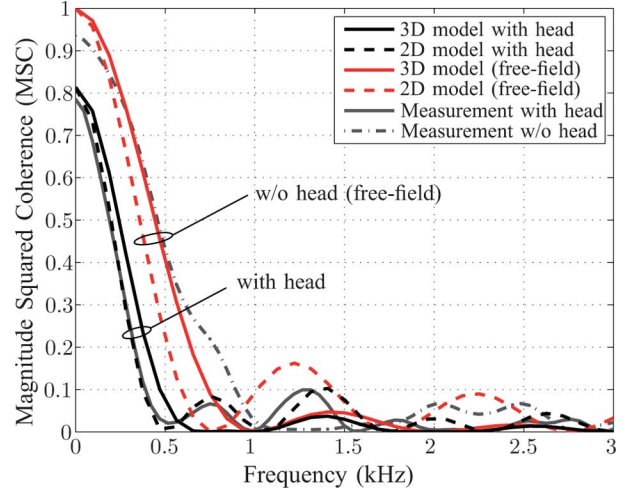 1
0.9
0.8
0.7
0.6
0.5
0.4
0.3
0.2
0.1
0
Magnitude Squared Coherence (MSC)
3D model with head
2D model with head
3D model (free-field)
2D model (free-field)
Measurement with head
Measurement w/o head
w/o head (free-field)
with head
0 0.5 1 1.5 2 2.5 3
Frequency (kHz)